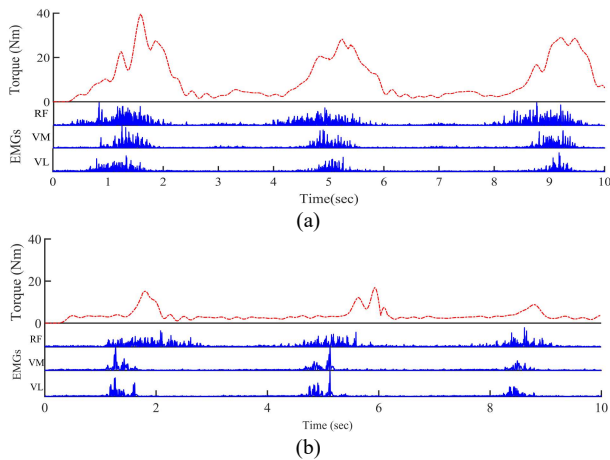 40
20
0
Torque (Nm)
RF
VM
VL
EMGs
0 1 2 3 4 5 6 7 8 9 10
Time(sec)
(a)
40
20
0
Torque (Nm)
RF
VM
VL
EMGs
2 4 6 8 10
Time (sec)
(b)